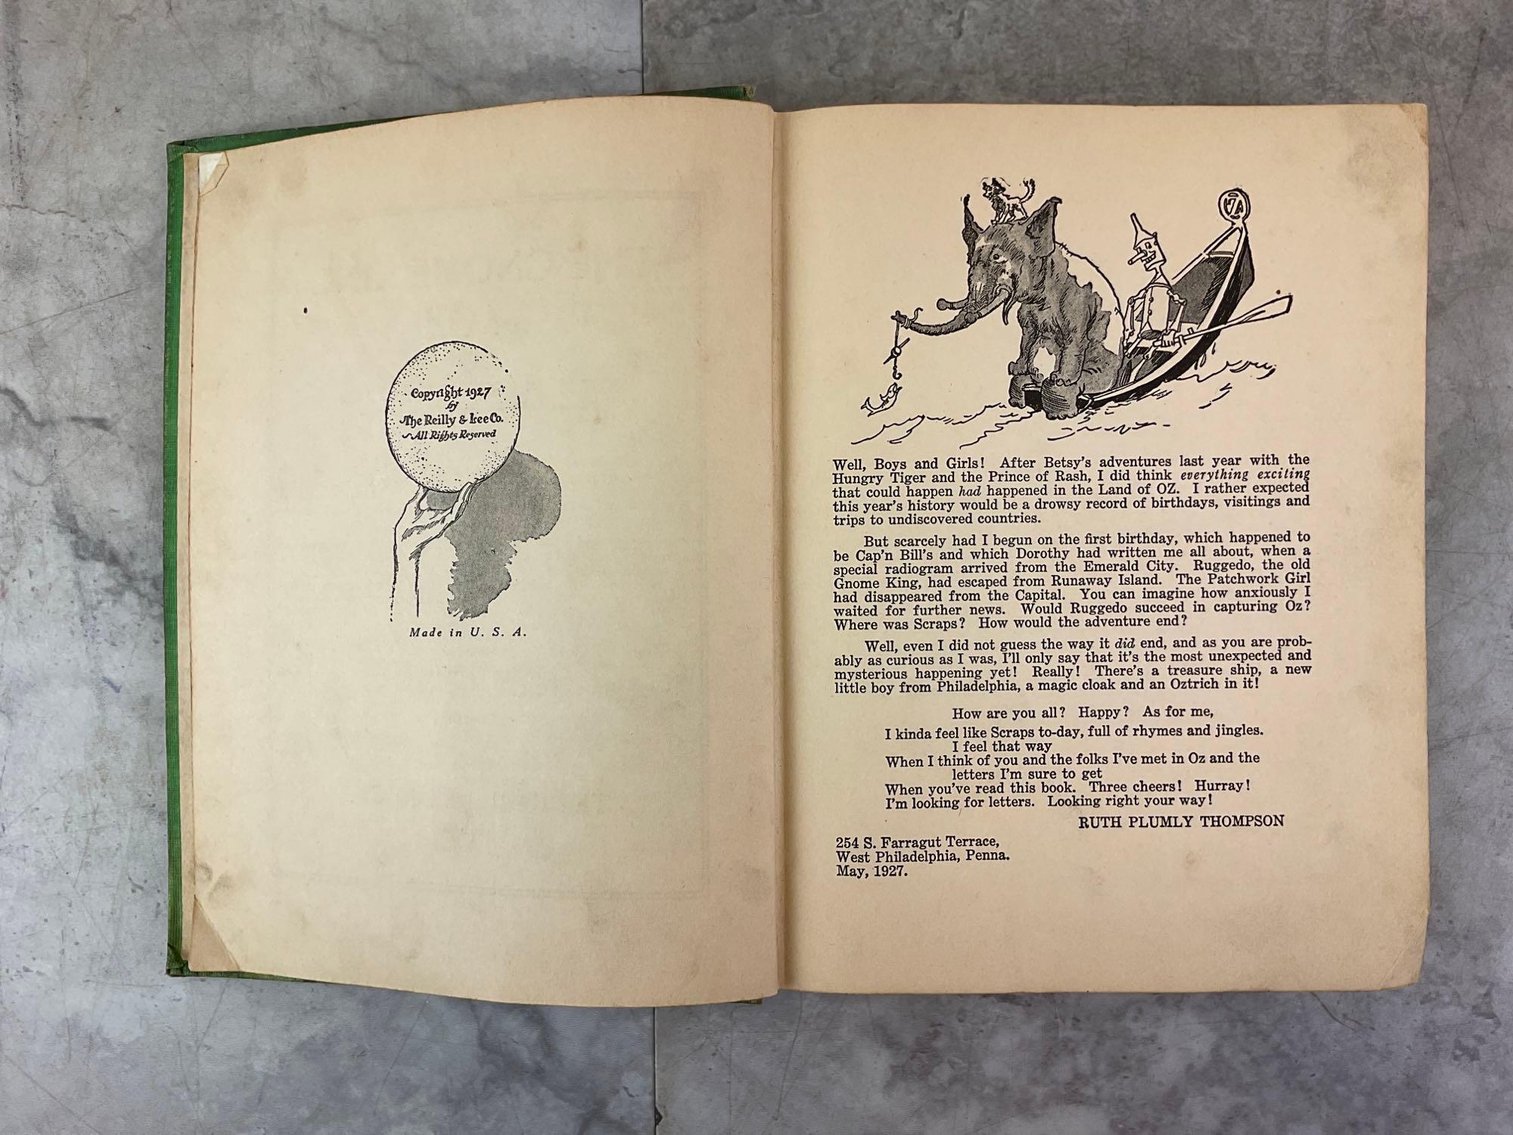 Copyright 1927
by
The Reilly & Lee Co.
All Rights Reserved
Made in U. S. A.
OZ
Well, Boys and Girls! After Betsy's adventures last year with the
Hungry Tiger and the Prince of Rash, I did think everything exciting
that could happen had happened in the Land of OZ. I rather expected
this year's history would be a drowsy record of birthdays, visitings and
trips to undiscovered countries.
But scarcely had I begun on the first birthday, which happened to
be Cap'n Bill's and which Dorothy had written me all about, when a
special radiogram arrived from the Emerald City. Ruggedo, the old
Gnome King, had escaped from Runaway Island. The Patchwork Girl
had disappeared from the Capital. You can imagine how anxiously I
waited for further news. Would Ruggedo succeed in capturing Oz?
Where was Scraps? How would the adventure end?
Well, even I did not guess the way it did end, and as you are prob-
ably as curious as I was, I'll only say that it's the most unexpected and
mysterious happening yet! Really! There's a treasure ship, a new
little boy from Philadelphia, a magic cloak and an Oztrich in it!
How are you all? Happy? As for me,
I kinda feel like Scraps to-day, full of rhymes and jingles.
I feel that way
When I think of you and the folks I've met in Oz and the
letters I'm sure to get
When you've read this book. Three cheers! Hurray!
I'm looking for letters. Looking right your way!
RUTH PLUMLY THOMPSON
254 S. Farragut Terrace,
West Philadelphia, Penna.
May, 1927.